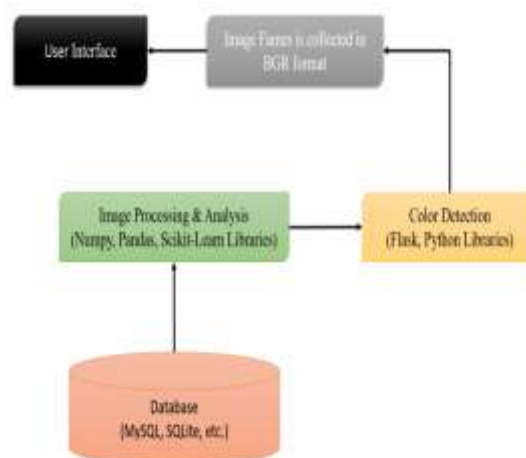 User Interface
Image Fames is collected in
BGR format
Image Processing & Analysis
(Numpy, Pandas, Scikit-Learn Libraries)
Color Detection
(Flask, Python Libraries)
Database
(MySQL, SQLite, etc.)